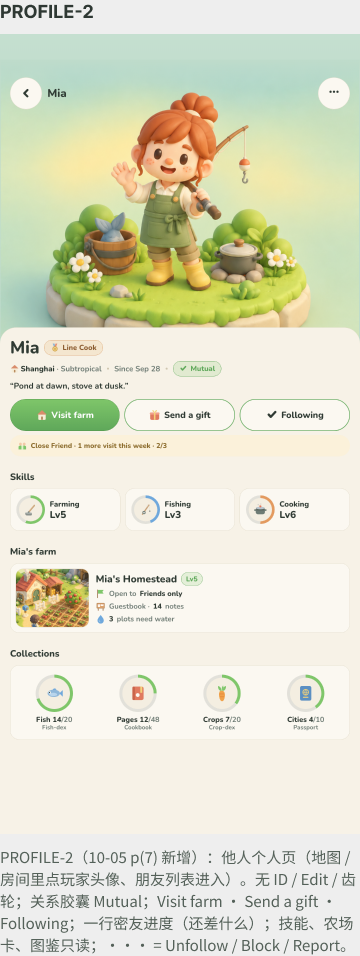 PROFILE-2
Mia
Mia Line Cook
Shanghai · Subtropical · Since Sep 28 · Mutual
“Pond at dawn, stove at dusk.”
Visit farm
Send a gift
Following
Close Friend · 1 more visit this week · 2/3
Skills
Farming
Lv5
Fishing
Lv3
Cooking
Lv6
Mia's farm
Mia's Homestead Lv5
Open to Friends only
Guestbook · 14 notes
3 plots need water
Collections
Fish 14/20
Fish-dex
Pages 12/48
Cookbook
Crops 7/20
Crop-dex
Cities 4/10
Passport
PROFILE-2（10-05 p(7) 新增）：他人个人页（地图 /
房间里点玩家头像、朋友列表进入）。无 ID / Edit / 齿
轮；关系胶囊 Mutual；Visit farm · Send a gift ·
Following；一行密友进度（还差什么）；技能、农场
卡、图鉴只读；··· = Unfollow / Block / Report。